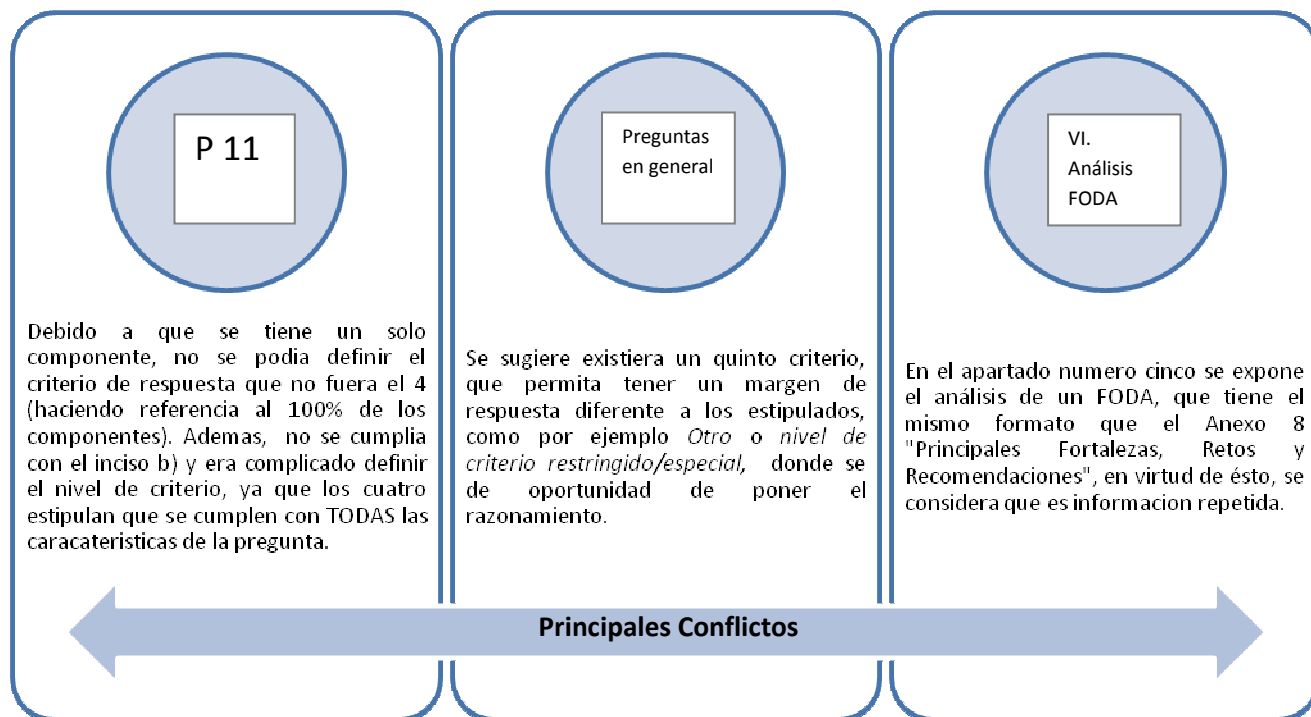 P 11
Debido a que se tiene un solo
componente, no se podia definir el
criterio de respuesta que no fuera el 4
(haciendo referencia al 100% de los
componentes). Ademas, no se cumplia
con el inciso b) y era complicado definir
el nivel de criterio, ya que los cuatro
estipulan que se cumplen con TODAS las
caracateristicas de la pregunta.
Preguntas
en general
Se sugiere existiera un quinto criterio,
que permita tener un margen de
respuesta diferente a los estipulados,
como por ejemplo Otro o nivel de
criterio restringido/especial, donde se
de oportunidad de poner el
razonamiento.
VI.
Análisis
FODA
En el apartado numero cinco se expone
el análisis de un FODA, que tiene el
mismo formato que el Anexo 8
"Principales Fortalezas, Retos y
Recomendaciones", en virtud de ésto, se
considera que es informacion repetida.
Principales Conflictos